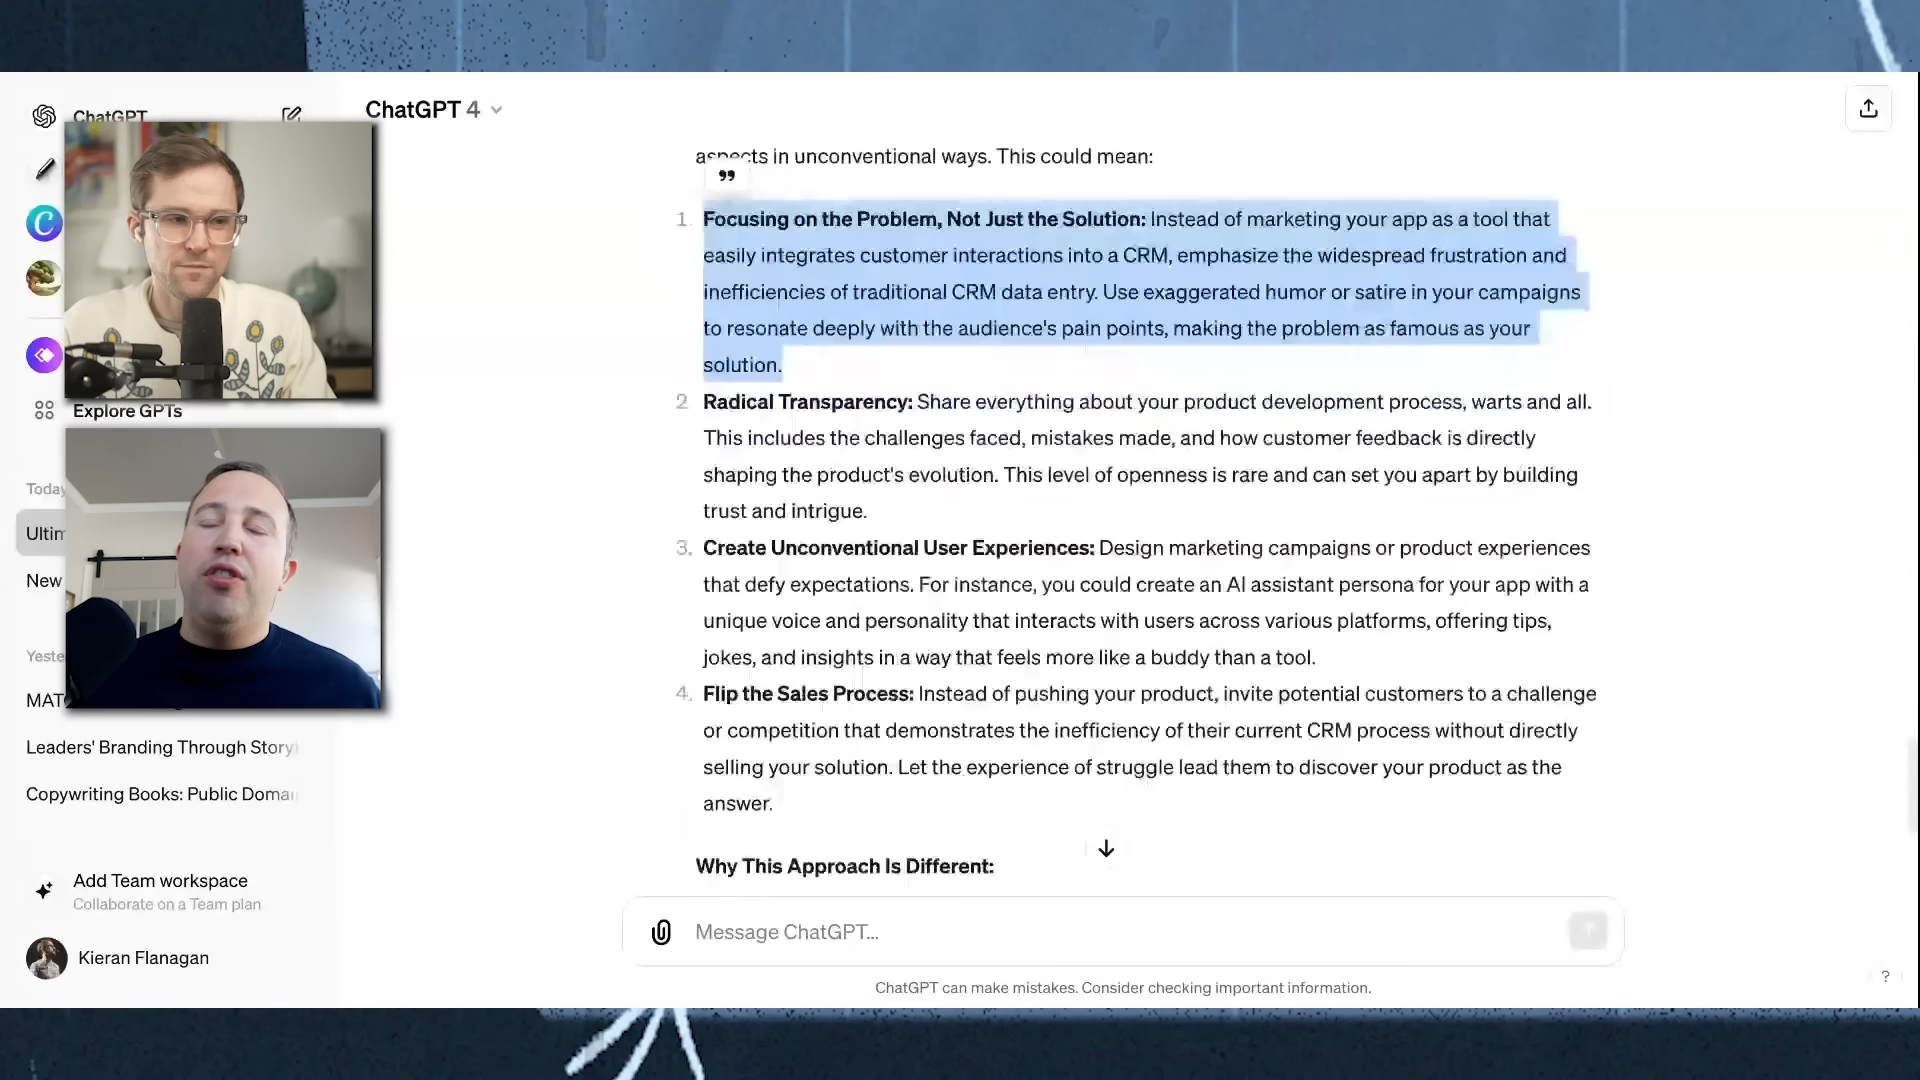 ChatGPT
ChatGPT 4
Explore GPTs
Today
Ultim
New
Yeste
MAT
Leaders' Branding Through Story
Copywriting Books: Public Doma
Add Team workspace
Collaborate on a Team plan
Kieran Flanagan
aspects in unconventional ways. This could mean:
1. Focusing on the Problem, Not Just the Solution: Instead of marketing your app as a tool that
easily integrates customer interactions into a CRM, emphasize the widespread frustration and
inefficiencies of traditional CRM data entry. Use exaggerated humor or satire in your campaigns
to resonate deeply with the audience's pain points, making the problem as famous as your
solution.
2 Radical Transparency: Share everything about your product development process, warts and all.
This includes the challenges faced, mistakes made, and how customer feedback is directly
shaping the product's evolution. This level of openness is rare and can set you apart by building
trust and intrigue.
3. Create Unconventional User Experiences: Design marketing campaigns or product experiences
that defy expectations. For instance, you could create an AI assistant persona for your app with a
unique voice and personality that interacts with users across various platforms, offering tips,
jokes, and insights in a way that feels more like a buddy than a tool.
4. Flip the Sales Process: Instead of pushing your product, invite potential customers to a challenge
or competition that demonstrates the inefficiency of their current CRM process without directly
selling your solution. Let the experience of struggle lead them to discover your product as the
answer.
Why This Approach Is Different:
Message ChatGPT...
ChatGPT can make mistakes. Consider checking important information.
?